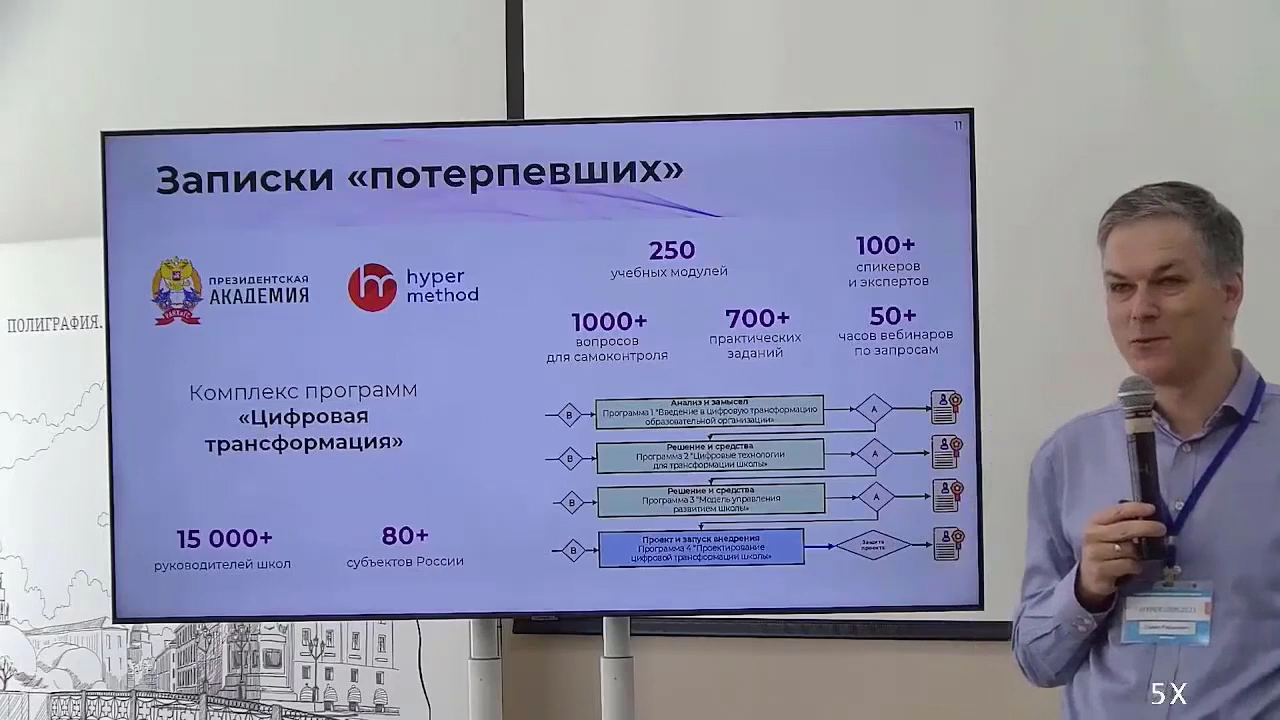 11
Записки «потерпевших»
ПРЕЗИДЕНТСКАЯ
АКАДЕМИЯ
РАНХиГС
hyper
method
250
учебных модулей
100+
спикеров
и экспертов
1000+
вопросов
для самоконтроля
700+
практических
заданий
50+
часов вебинаров
по запросам
ПОЛИГРАФИЯ.
Комплекс программ
«Цифровая
трансформация»
15 000+
руководителей школ
80+
субъектов России
В
Анализ и замысел
Программа 1 "Введение в цифровую трансформацию
образовательной организации»
А
В
Решение и средства
Программа 2 "Цифровые технологии
для трансформации школы»
А
В
Решение и средства
Программа 3 "Модель управления
развитием школы»
А
В
Проект и запуск внедрения
Программа 4 "Проектирование
цифровой трансформации школы»
Защита
проекта
5X